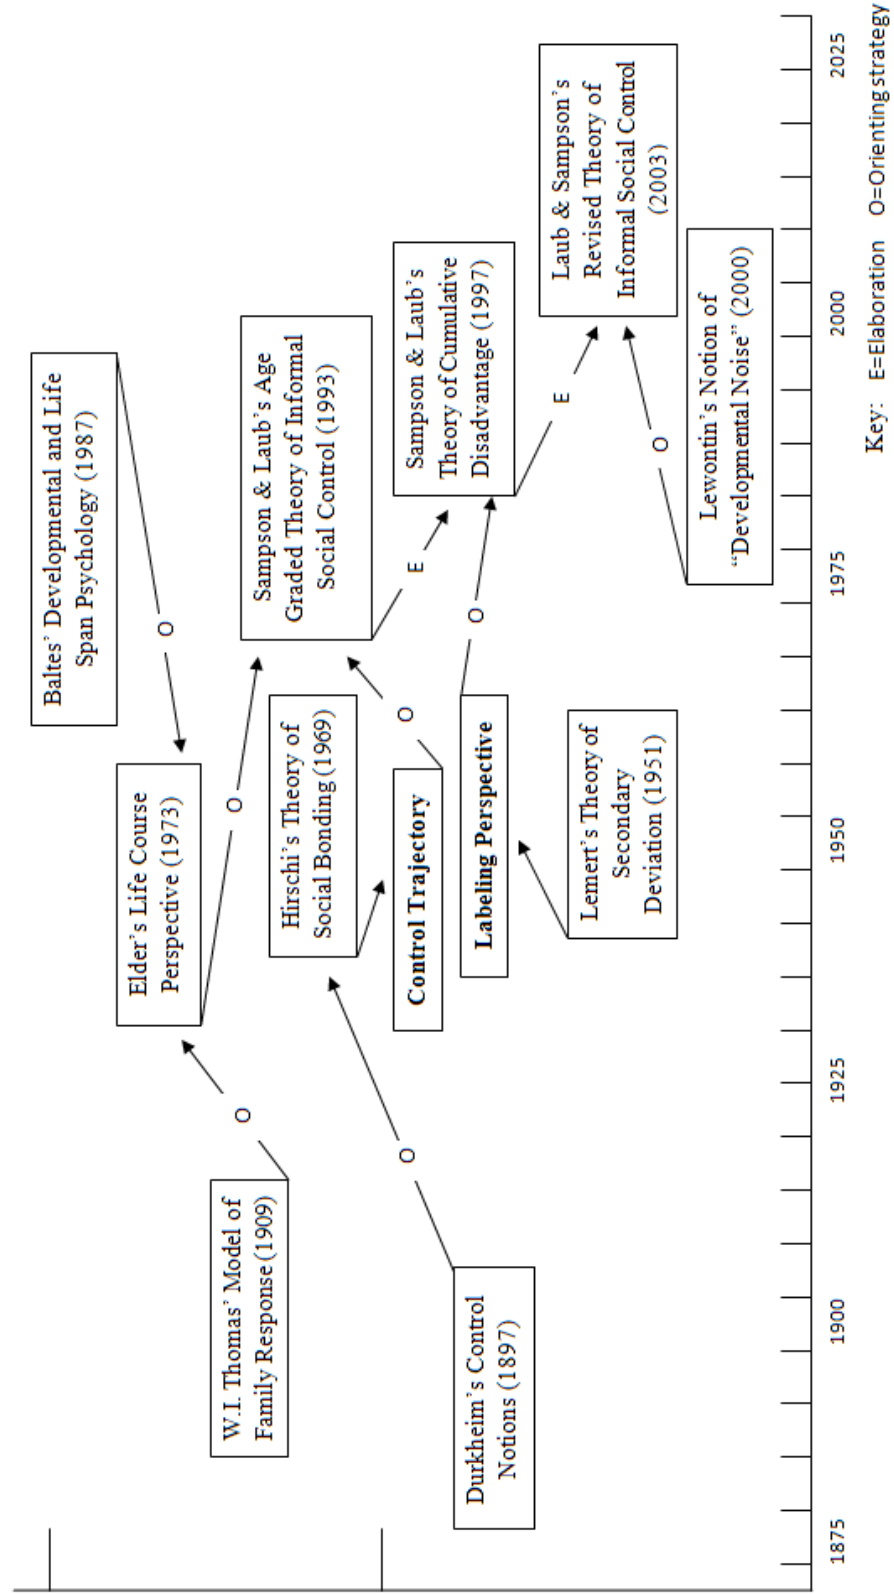 Baltes' Developmental and Life
Span Psychology (1987)
Elder's Life Course
Perspective (1973)
O
W.I. Thomas' Model of
Family Response (1909)
O
O
Sampson & Laub's Age
Graded Theory of Informal
Social Control (1993)
Hirschi's Theory of
Social Bonding (1969)
O
O
E
Control Trajectory
Sampson & Laub's
Theory of Cumulative
Disadvantage (1997)
Durkheim's Control
Notions (1897)
Labeling Perspective
O
E
Laub & Sampson's
Revised Theory of
Informal Social Control
(2003)
Lemert's Theory of
Secondary
Deviation (1951)
O
Lewontin's Notion of
“Developmental Noise” (2000)
1875 1900 1925 1950 1975 2000 2025
Key: E=Elaboration O=Orienting strategy